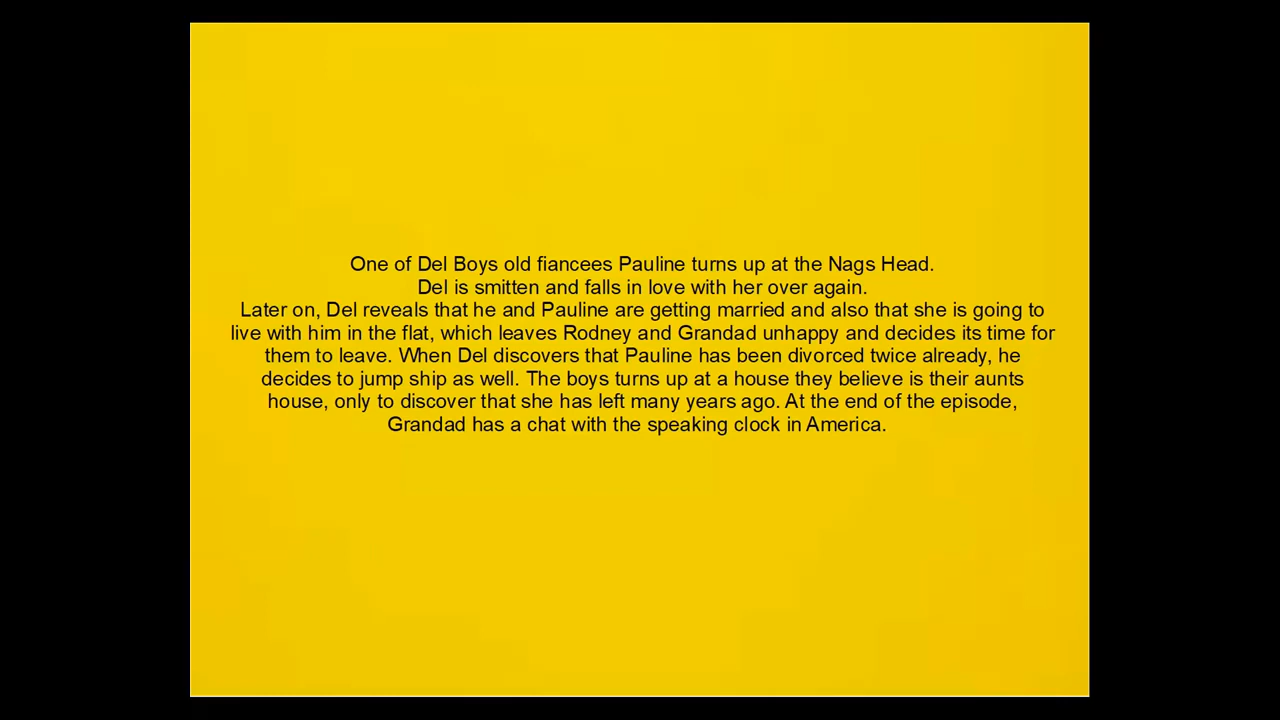 One of Del Boys old fiancees Pauline turns up at the Nags Head.
Del is smitten and falls in love with her over again.
Later on, Del reveals that he and Pauline are getting married and also that she is going to
live with him in the flat, which leaves Rodney and Grandad unhappy and decides its time for
them to leave. When Del discovers that Pauline has been divorced twice already, he
decides to jump ship as well. The boys turns up at a house they believe is their aunts
house, only to discover that she has left many years ago. At the end of the episode,
Grandad has a chat with the speaking clock in America.